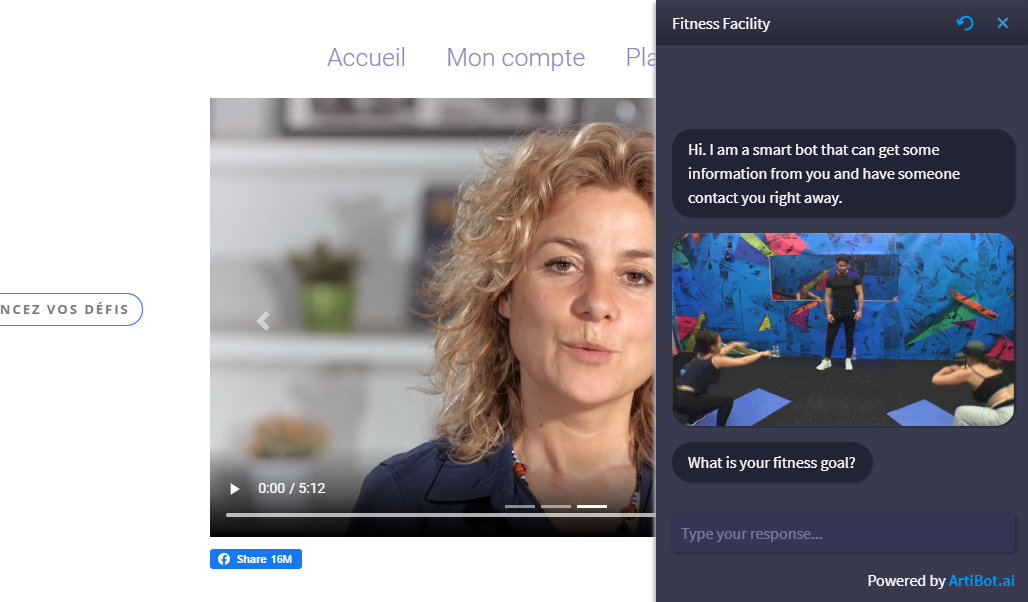 Accueil Mon compte Pla
NCEZ VOS DÉFIS
0:00 / 5:12
Share 16M
Fitness Facility
Hi. I am a smart bot that can get some
information from you and have someone
contact you right away.
What is your fitness goal?
Type your response...
Powered by ArtiBot.ai